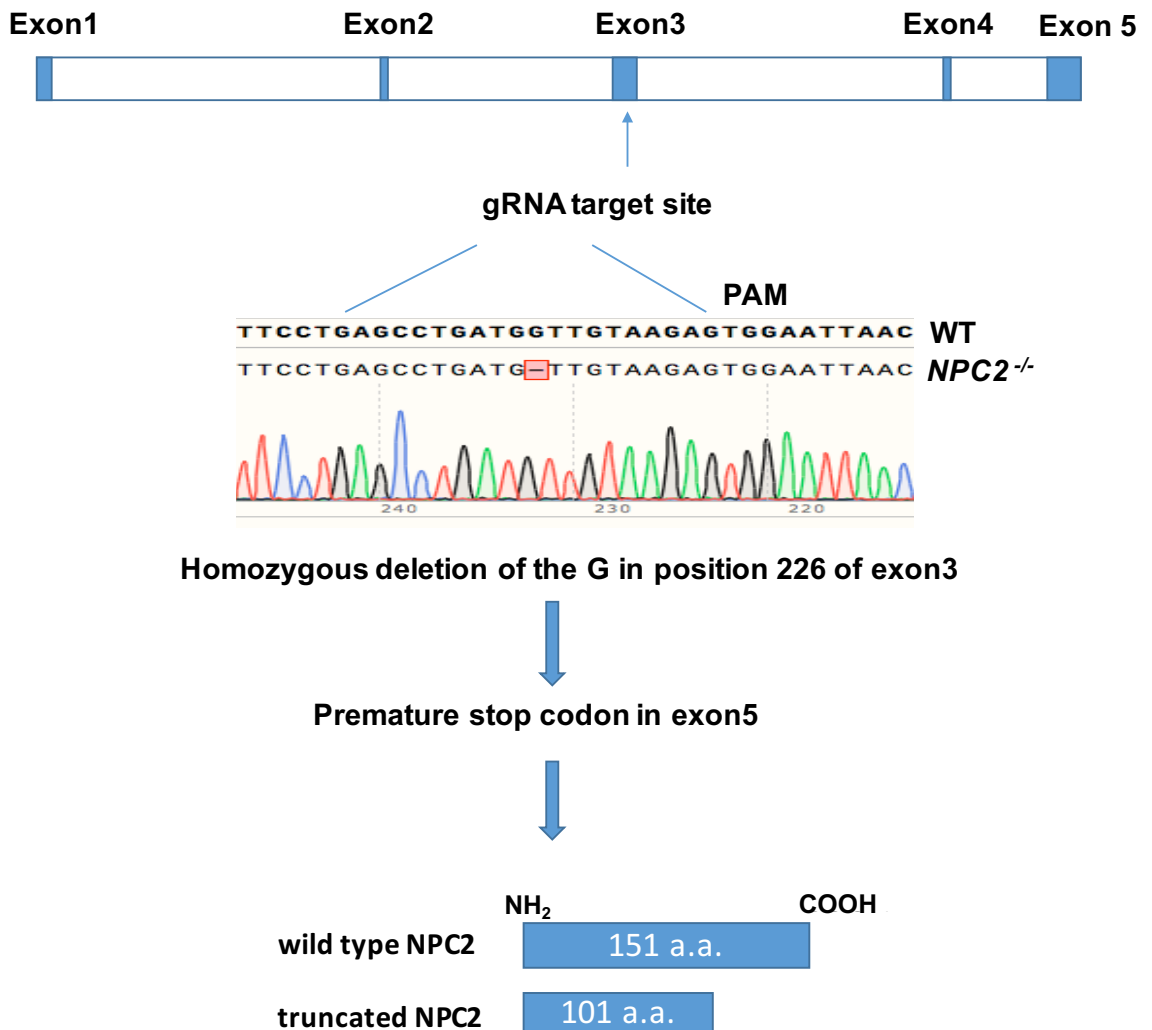 Exon1 Exon2 Exon3 Exon4 Exon 5
gRNA target site
PAM
TTCCTGAGCCTGATGGTTGTAAGAGTGGAATTAAC WT
TTCCTGAGCCTGATG–TTGTAAGAGTGGAATTAAC NPC2 -/-
240 230 220
Homozygous deletion of the G in position 226 of exon3
Premature stop codon in exon5
NH2 COOH
wild type NPC2 151 a.a.
truncated NPC2 101 a.a.